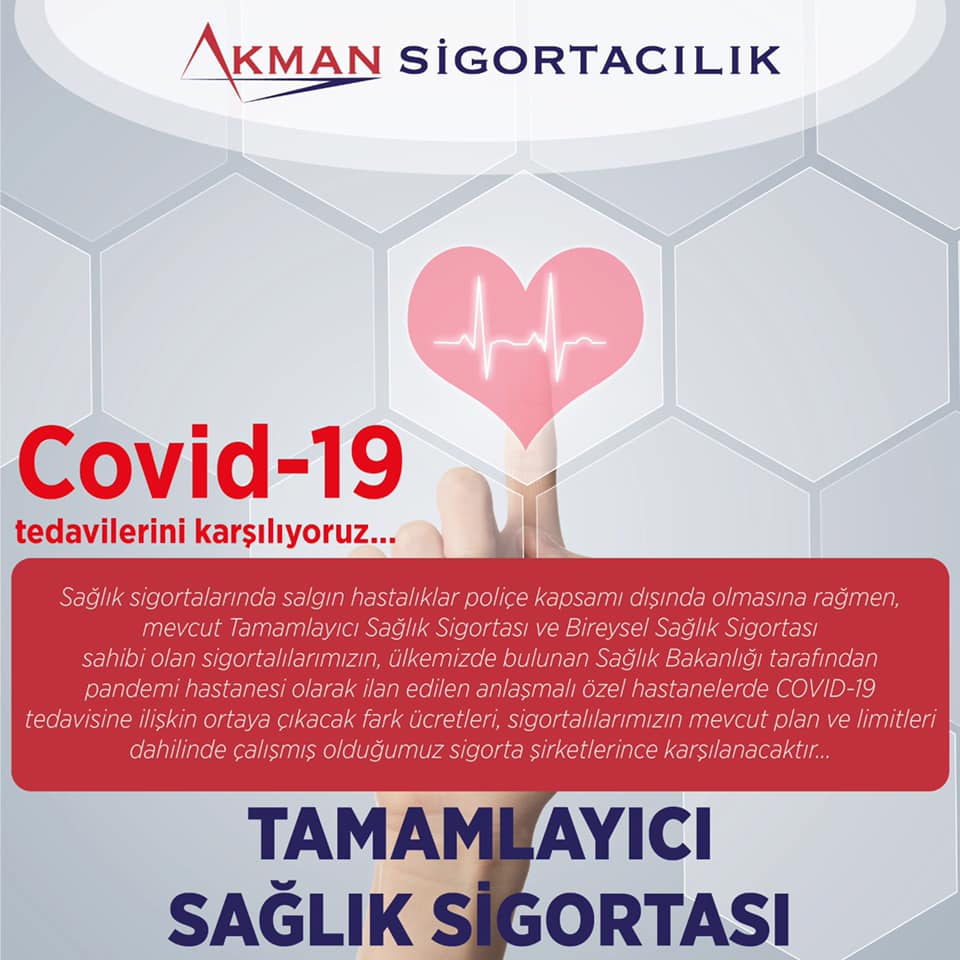 AKMAN SİGORTACILIK
Covid-19
tedavilerini karşılıyoruz...
Sağlık sigortalarında salgın hastalıklar poliçe kapsamı dışında olmasına rağmen,
mevcut Tamamlayıcı Sağlık Sigortası ve Bireysel Sağlık Sigortası
sahibi olan sigortalılarımızın, ülkemizde bulunan Sağlık Bakanlığı tarafından
pandemi hastanesi olarak ilan edilen anlaşmalı özel hastanelerde COVID-19
tedavisine ilişkin ortaya çıkacak fark ücretleri, sigortalılarımızın mevcut plan ve limitleri
dahilinde çalışmış olduğumuz sigorta şirketlerince karşılanacaktır...
TAMAMLAYICI
SAĞLIK SİGORTASI